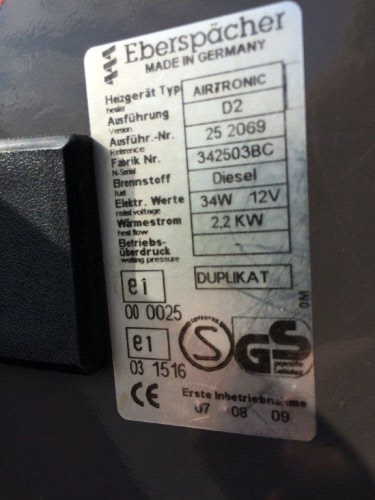 Eberspächer
MADE IN GERMANY
Heizgerät Typ AIRTRONIC
heater
Ausführung D2
Version
Ausführ.-Nr. 25 2069
Reference
Fabrik Nr. 342503BC
N-Serial
Brennstoff Diesel
fuel
Elektr. Werte 34W 12V
rated voltage
Wärmestrom 2,2 KW
heat flow
Betriebs- -
überdruck
working pressure
e1 DUPLIKAT
00 0025
e1 S GS
03 1516
CE Erste Inbetriebnahme
07 08 09